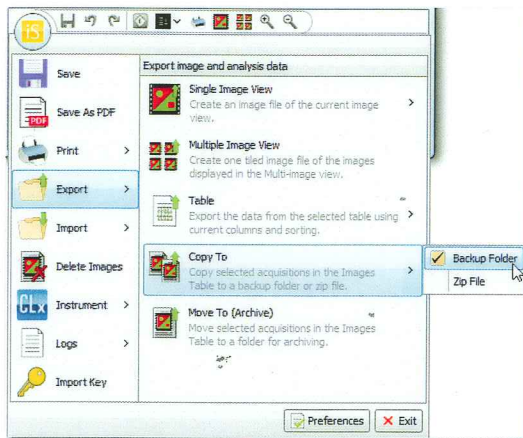 iS
Save
Save As PDF
PDF
Print
Export
Import
Delete Images
CLx
Instrument
Logs
Import Key
Export image and analysis data
Single Image View
Create an image file of the current image
view.
Multiple Image View
Create one tiled image file of the images
displayed in the Multi-image view.
Table
Export the data from the selected table using
current columns and sorting.
Copy To
Copy selected acquisitions in the Images
Table to a backup folder or zip file.
Move To (Archive)
Move selected acquisitions in the Images
Table to a folder for archiving.
Backup Folder
Zip File
Preferences
Exit